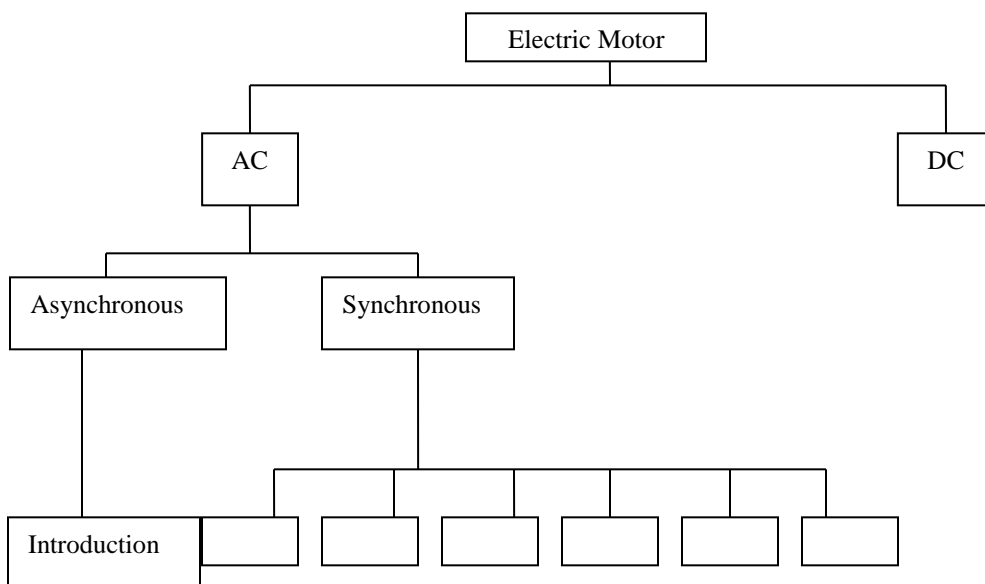 Electric Motor
AC
DC
Asynchronous
Synchronous
Introduction